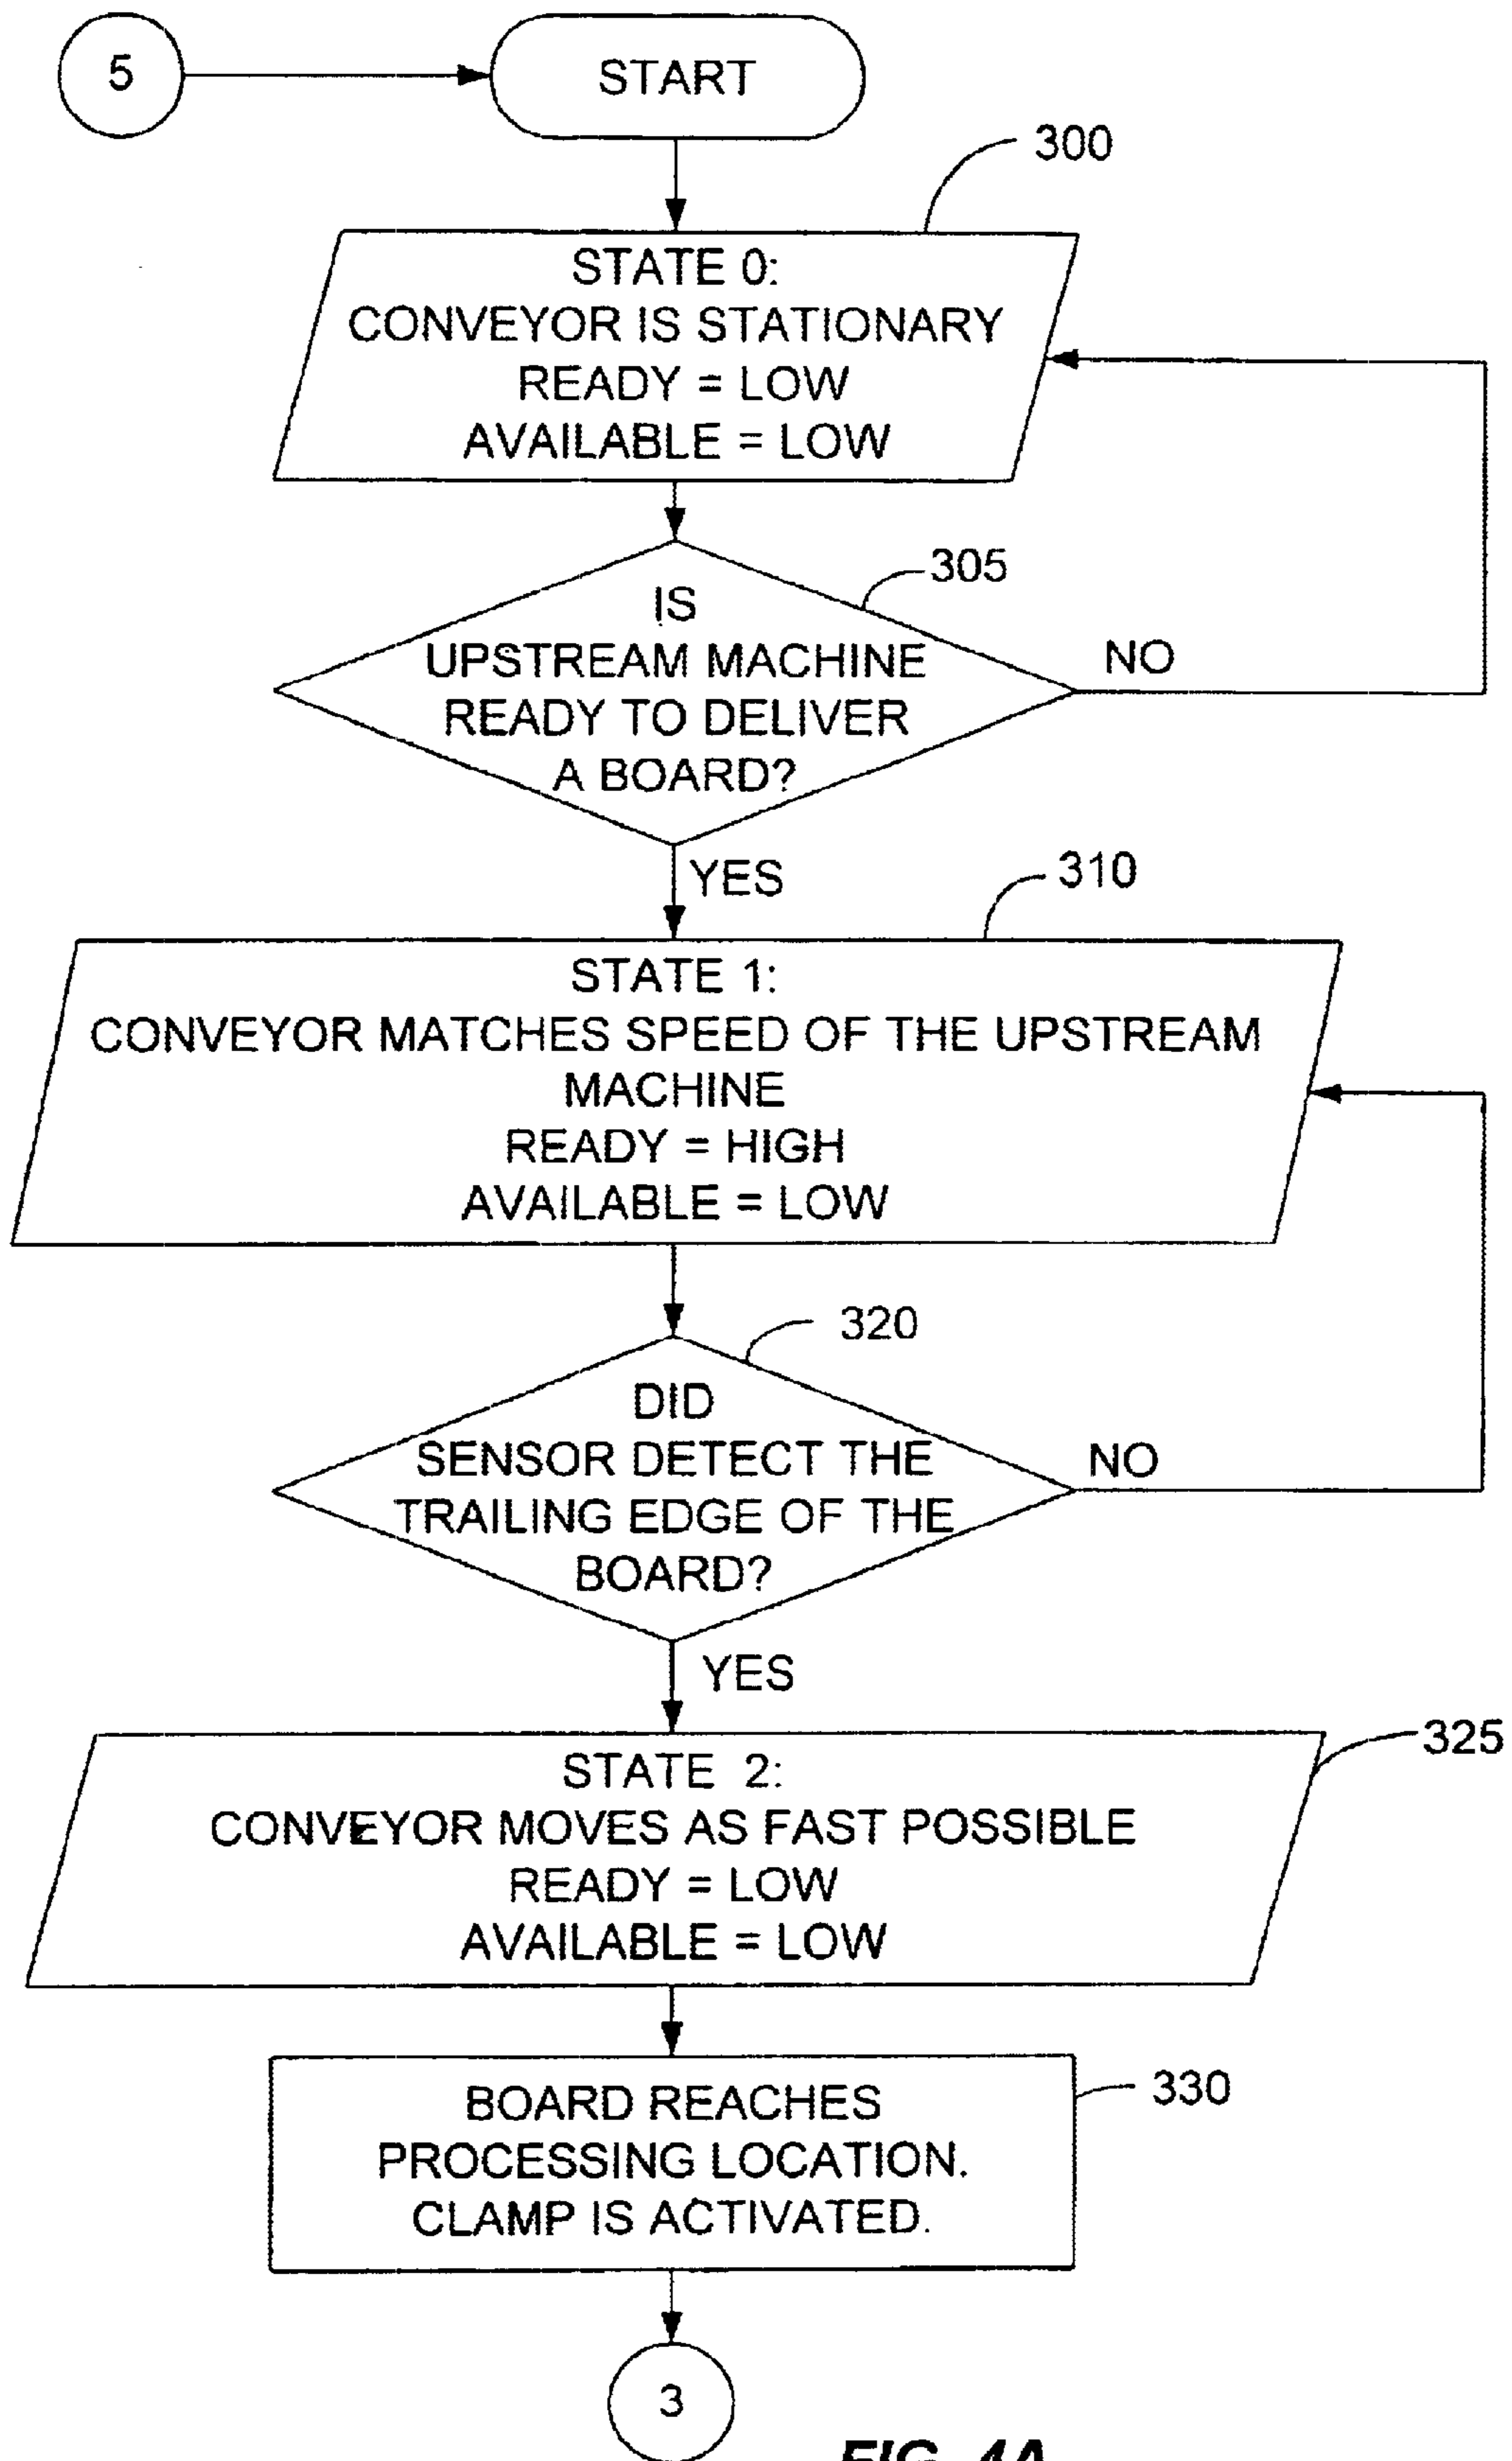 5
START
300
STATE 0:
CONVEYOR IS STATIONARY
READY = LOW
AVAILABLE = LOW
305
IS
UPSTREAM MACHINE
READY TO DELIVER
A BOARD?
NO
YES
310
STATE 1:
CONVEYOR MATCHES SPEED OF THE UPSTREAM
MACHINE
READY = HIGH
AVAILABLE = LOW
320
DID
SENSOR DETECT THE
TRAILING EDGE OF THE
BOARD?
NO
YES
325
STATE 2:
CONVEYOR MOVES AS FAST POSSIBLE
READY = LOW
AVAILABLE = LOW
330
BOARD REACHES
PROCESSING LOCATION.
CLAMP IS ACTIVATED.
3
FIG. 4A